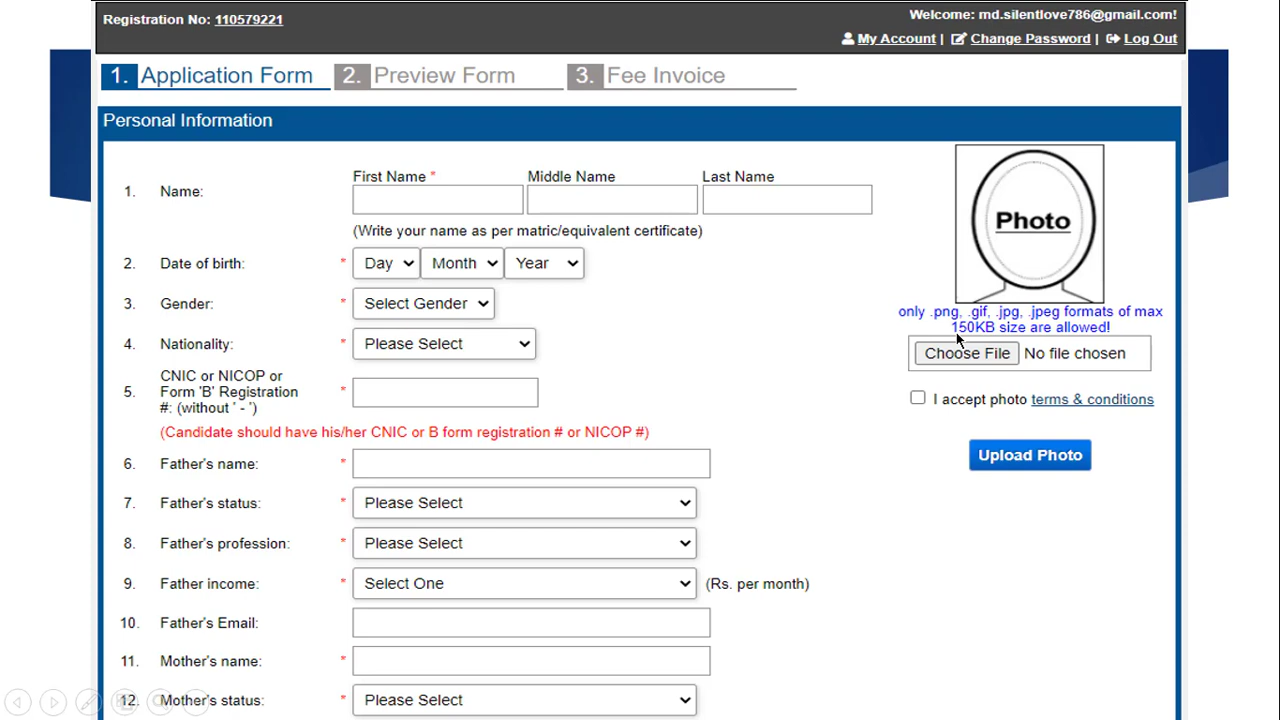 Registration No: 110579221
Welcome: md.silentlove786@gmail.com!
My Account | Change Password | Log Out
1. Application Form 2. Preview Form 3. Fee Invoice
Personal Information
First Name * Middle Name Last Name
1. Name:
(Write your name as per matric/equivalent certificate)
Photo
only .png, .gif, .jpg, .jpeg formats of max
150KB size are allowed!
Choose File No file chosen
I accept photo terms & conditions
Upload Photo
2. Date of birth: * Day Month Year
3. Gender: * Select Gender
4. Nationality: * Please Select
5. CNIC or NICOP or
Form 'B' Registration *
#: (without ' - ')
(Candidate should have his/her CNIC or B form registration # or NICOP #)
6. Father's name: *
7. Father's status: * Please Select
8. Father's profession: * Please Select
9. Father income: * Select One (Rs. per month)
10. Father's Email:
11. Mother's name: *
12. Mother's status: * Please Select